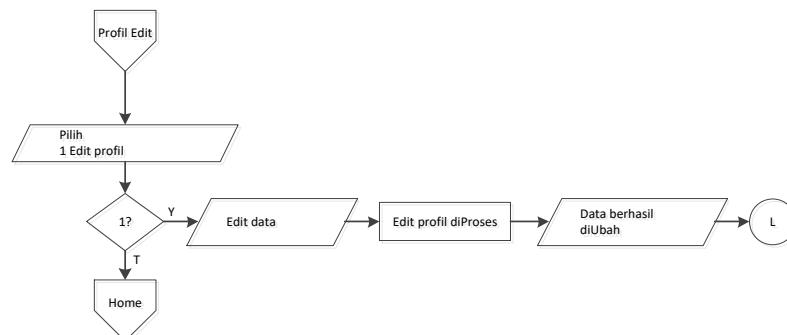 Profil Edit
Pilih
1 Edit profil
1?
Y
Edit data
Edit profil diProses
Data berhasil
diUbah
L
T
Home